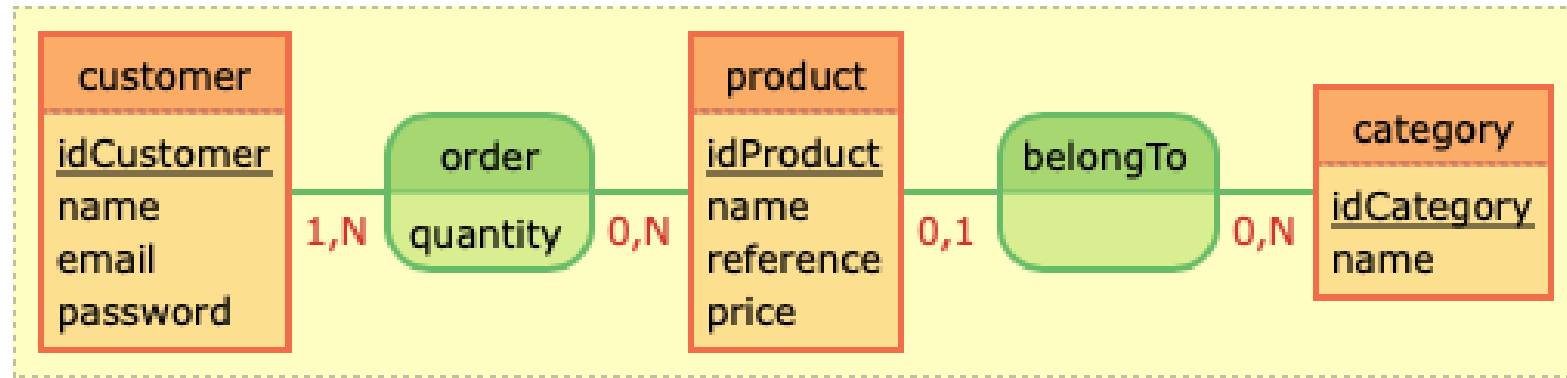 customer
idCustomer
name
email
password
1,N
order
quantity
0,N
product
idProduct
name
reference
price
0,1
belongTo
0,N
category
idCategory
name